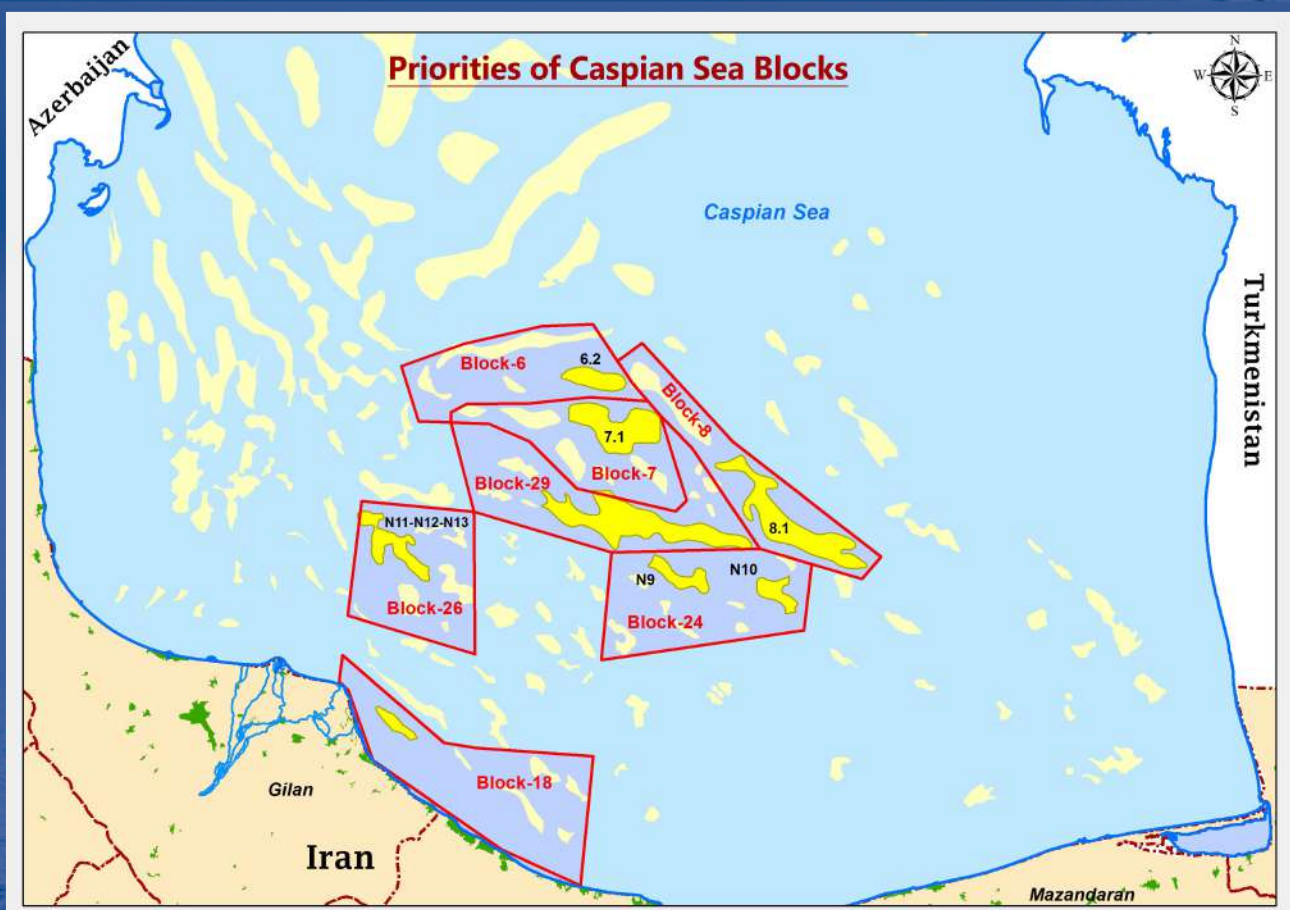 Priorities of Caspian Sea Blocks
Azerbaijan
N
W E
S
Caspian Sea
Turkmenistan
Block-6
6.2
Block-8
7.1
Block-7
Block-29
8.1
N11-N12-N13
N9
N10
Block-26
Block-24
Block-18
Gilan
Iran
Mazandaran